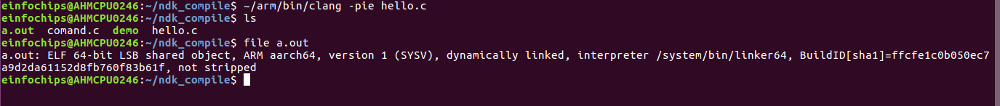 einfochips@AHMCPU0246:~/ndk_compile$ ~/arm/bin/clang -pie hello.c
einfochips@AHMCPU0246:~/ndk_compile$ ls
a.out  comand.c  demo  hello.c
einfochips@AHMCPU0246:~/ndk_compile$ file a.out
a.out: ELF 64-bit LSB shared object, ARM aarch64, version 1 (SYSV), dynamically linked, interpreter /system/bin/linker64, BuildID[sha1]=ffcfe1c0b050ec7
a9d2da61152d8fb760f83b61f, not stripped
einfochips@AHMCPU0246:~/ndk_compile$